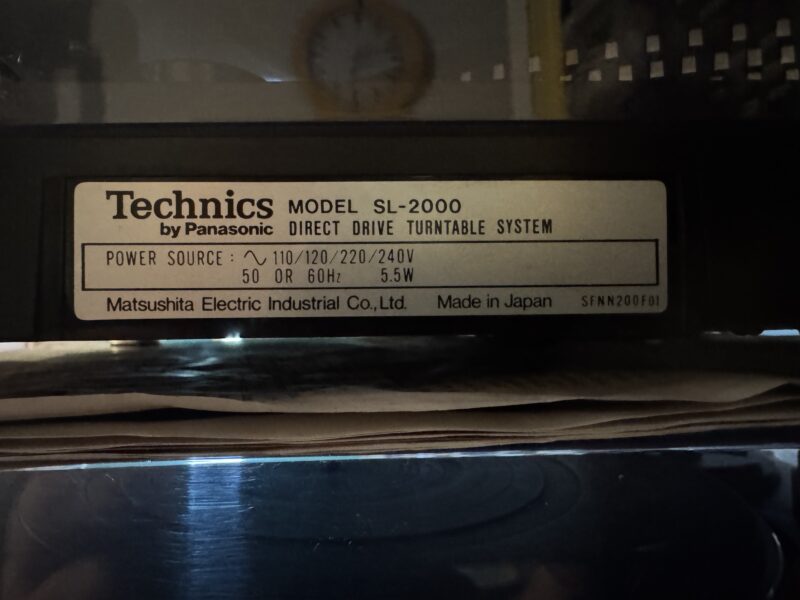 Technics MODEL SL-2000
by Panasonic DIRECT DRIVE TURNTABLE SYSTEM
POWER SOURCE : ∿ 110/120/220/240V
50 OR 60Hz 5.5W
Matsushita Electric Industrial Co.,Ltd. Made in Japan SFNN200F01